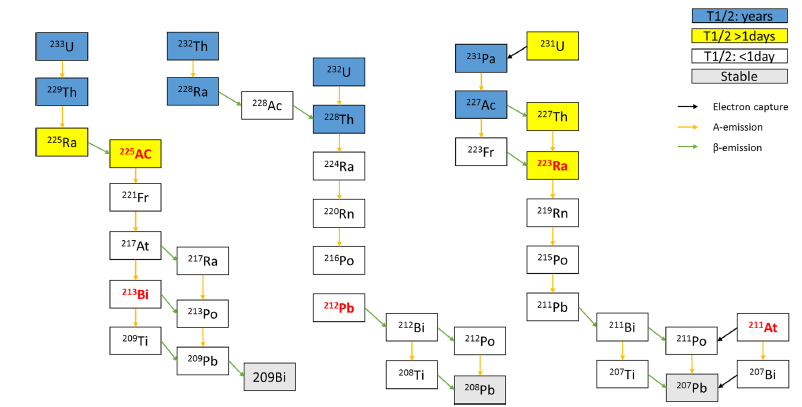 T1/2: years
T1/2 >1days
T1/2: <1day
Stable
Electron capture
A-emission
β-emission
²³³U
²²⁹Th
²²⁵Ra
²²⁵AC
²²¹Fr
²¹⁷At
²¹⁷Ra
²¹³Bi
²¹³Po
²⁰⁹Ti
²⁰⁹Pb
209Bi
²³²Th
²²⁸Ra
²²⁸Ac
²³²U
²²⁸Th
²²⁴Ra
²²⁰Rn
²¹⁶Po
²¹²Pb
²¹²Bi
²¹²Po
²⁰⁸Ti
²⁰⁸Pb
²³¹U
²³¹Pa
²²⁷Ac
²²⁷Th
²²³Fr
²²³Ra
²¹⁹Rn
²¹⁵Po
²¹¹Pb
²¹¹Bi
²¹¹Po
²¹¹At
²⁰⁷Ti
²⁰⁷Pb
²⁰⁷Bi